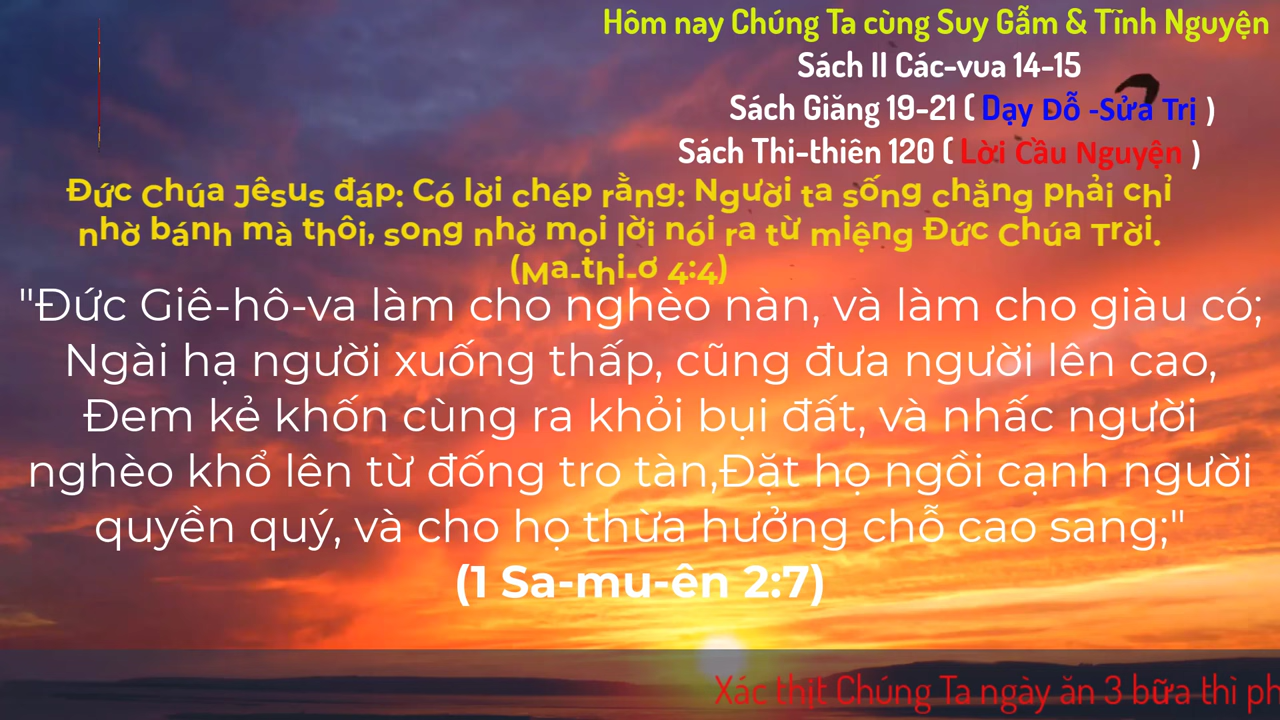 Hôm nay Chúng Ta cùng Suy Gẫm & Tĩnh Nguyện
Sách II Các-vua 14-15
Sách Giăng 19-21 ( Dạy Đỗ -Sửa Trị )
Sách Thi-thiên 120 ( Lời Cầu Nguyện )
Đức Chúa Jêsus đáp: Có lời chép rằng: Người ta sống chẳng phải chỉ
nhờ bánh mà thôi, song nhờ mọi lời nói ra từ miệng Đức Chúa Trời.
(Ma-thi-ơ 4:4)
"Đức Giê-hô-va làm cho nghèo nàn, và làm cho giàu có;
Ngài hạ người xuống thấp, cũng đưa người lên cao,
Đem kẻ khốn cùng ra khỏi bụi đất, và nhấc người
nghèo khổ lên từ đống tro tàn,Đặt họ ngồi cạnh người
quyền quý, và cho họ thừa hưởng chỗ cao sang;"
(1 Sa-mu-ên 2:7)
Xác thịt Chúng Ta ngày ăn 3 bữa thì ph